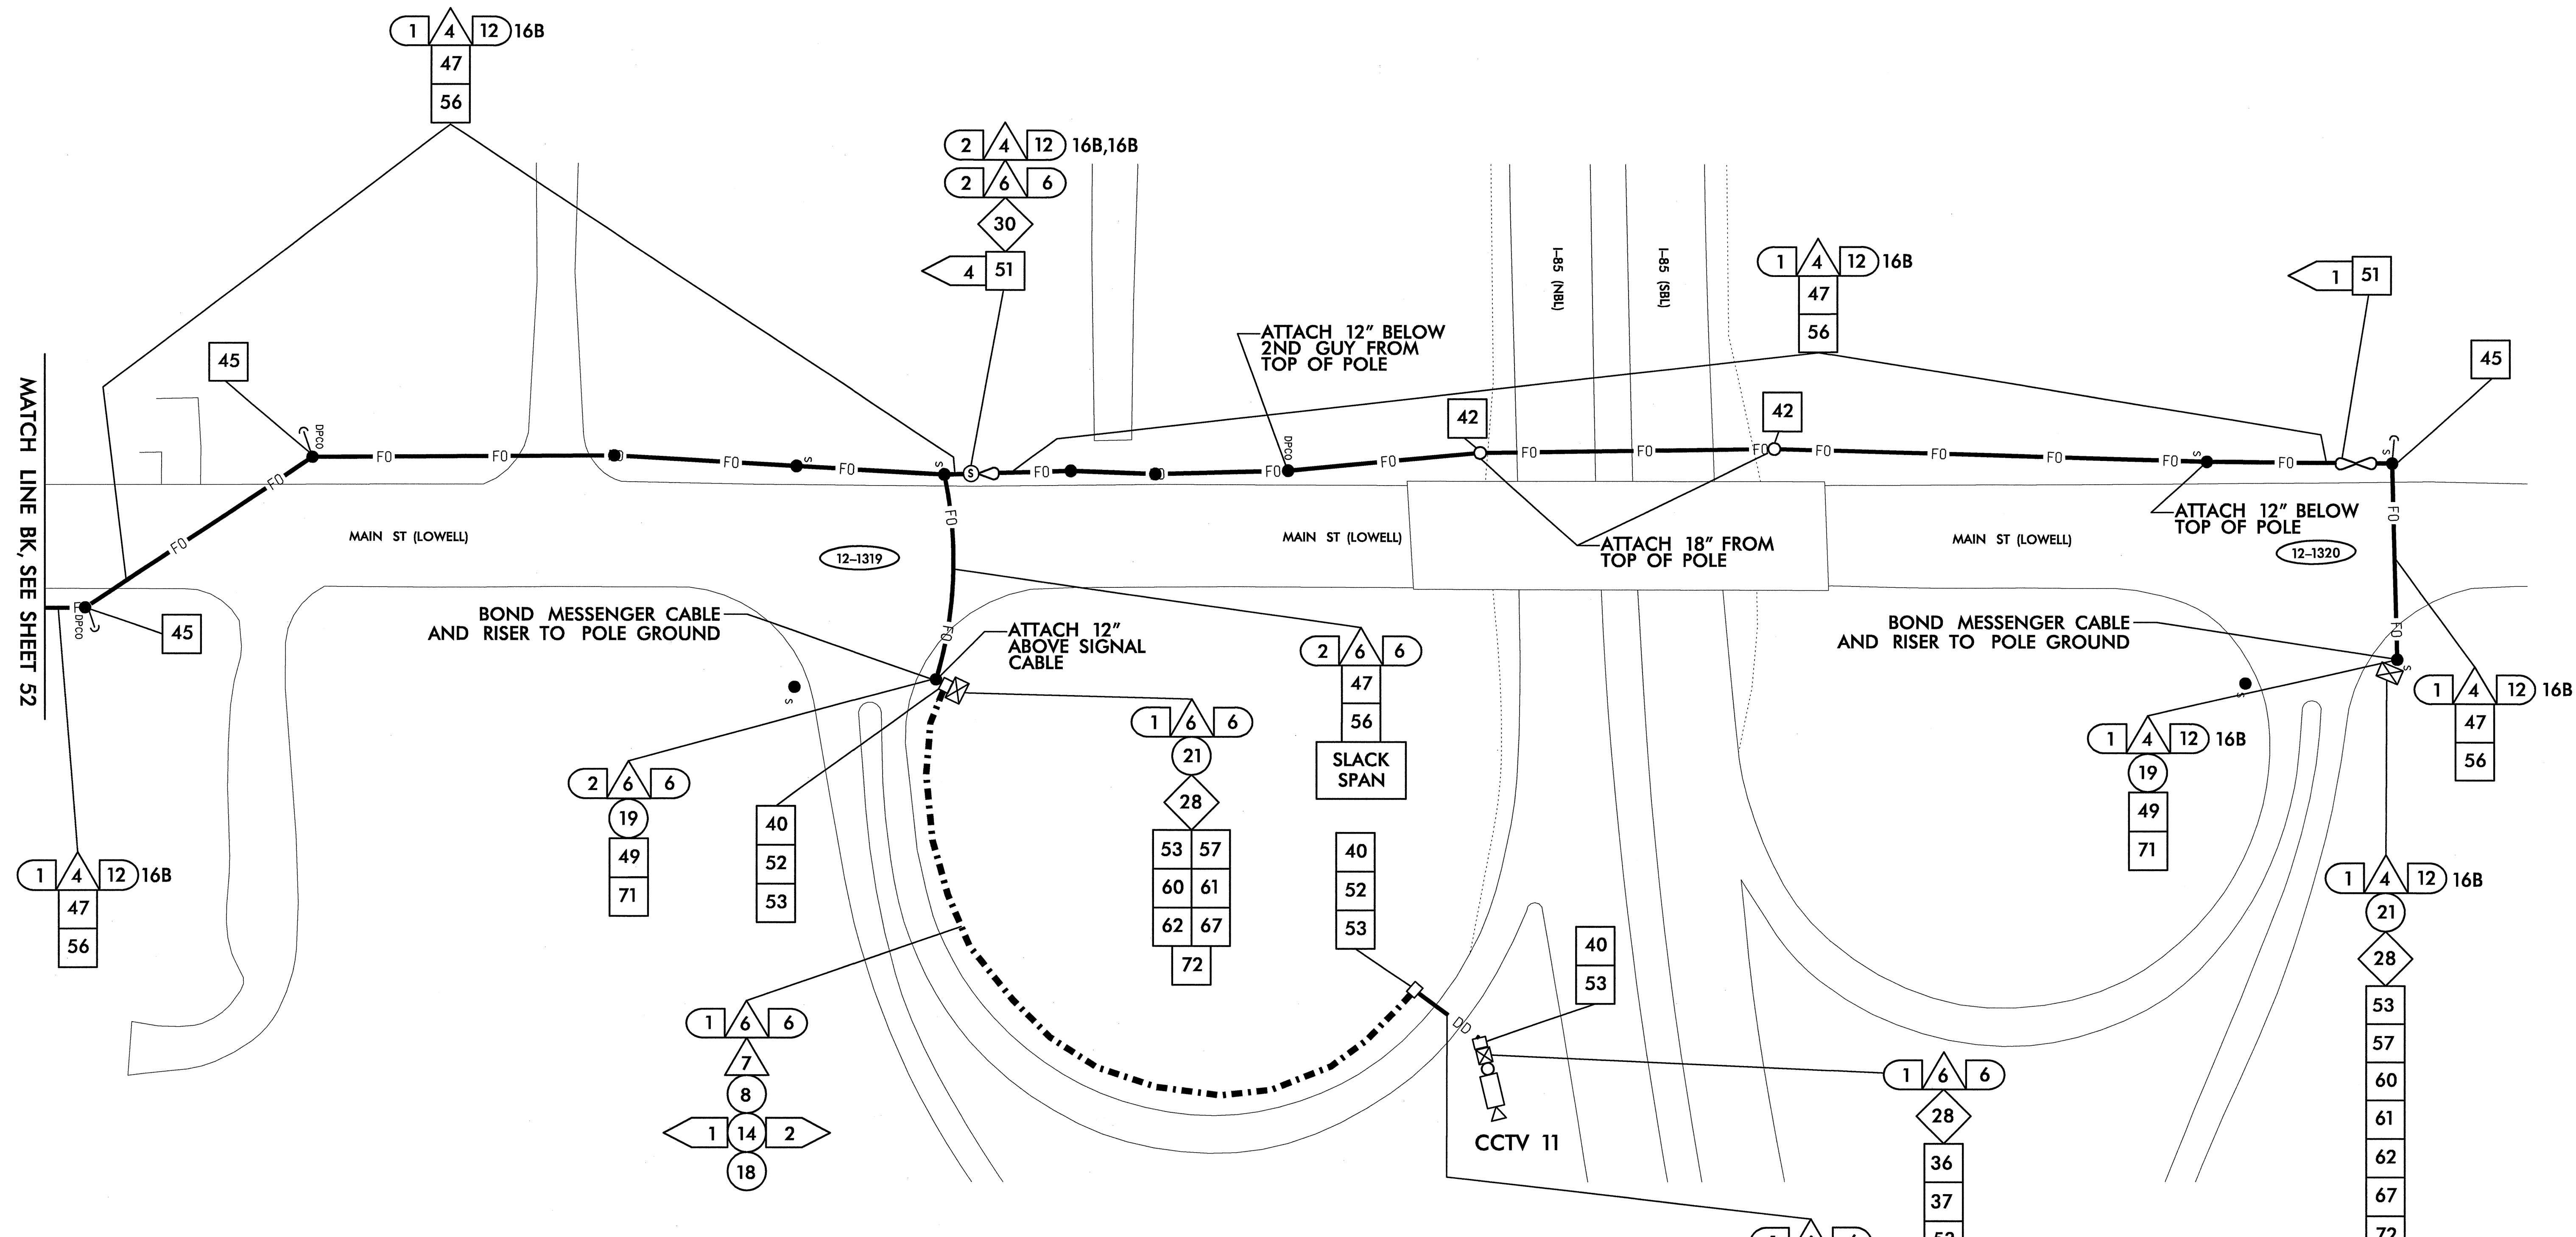 1 4 12 16B
47
56
2 4 12 16B,16B
2 6 6
30
4 51
1 4 12 16B
47
56
1 51
45
45
ATTACH 12" BELOW
2ND GUY FROM
TOP OF POLE
42
42
I-85 (NBL)
I-85 (SBL)
DPCO
DPCO
S
S
S
S
S
FO FO FO FO FO FO FO FO FO FO FO FO FO FO FO FO
MATCH LINE BK, SEE SHEET 52
FO
FO
MAIN ST (LOWELL)
12-1319
FO
MAIN ST (LOWELL)
ATTACH 18" FROM
TOP OF POLE
MAIN ST (LOWELL)
ATTACH 12" BELOW
TOP OF POLE
12-1320
FO
DPCO
45
BOND MESSENGER CABLE
AND RISER TO POLE GROUND
FO
ATTACH 12"
ABOVE SIGNAL
CABLE
S
2 6 6
47
56
SLACK
SPAN
BOND MESSENGER CABLE
AND RISER TO POLE GROUND
FO
S
S
1 4 12 16B
47
56
1 6 6
21
28
53 57
60 61
62 67
72
2 6 6
19
49
71
40
52
53
1 4 12 16B
19
49
71
1 4 12 16B
47
56
40
52
53
40
53
1 4 12 16B
21
28
53
57
60
61
62
67
72
1 6 6
7
8
1 14 2
18
DD
CCTV 11
1 6 6
28
36
37
53